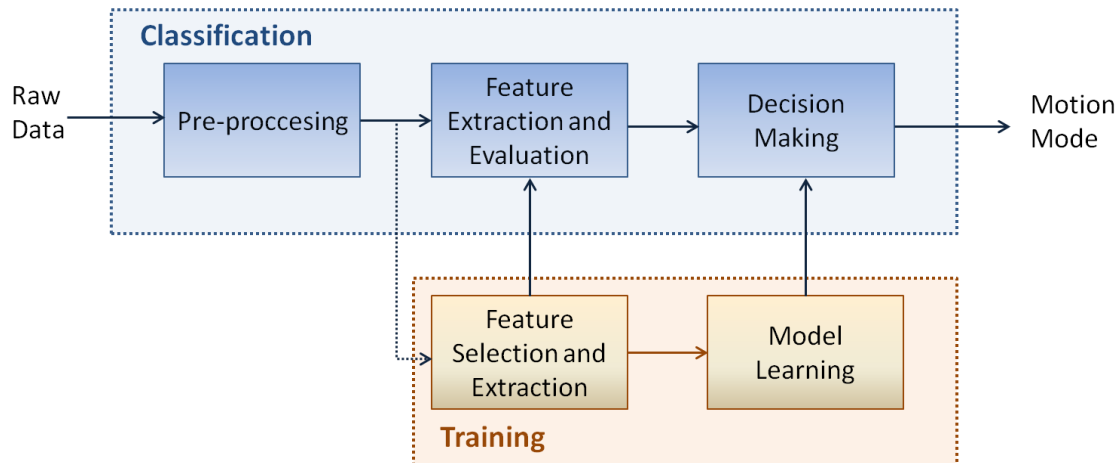 Classification
Raw
Data
Pre-proccesing
Feature
Extraction and
Evaluation
Decision
Making
Motion
Mode
Feature
Selection and
Extraction
Model
Learning
Training